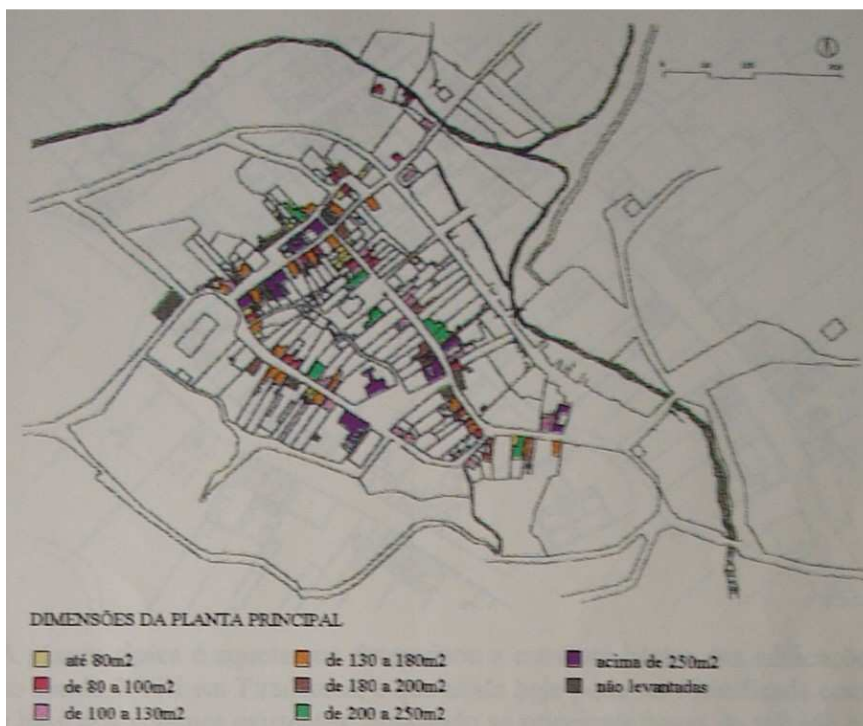 DIMENSÕES DA PLANTA PRINCIPAL
até 80m2
de 80 a 100m2
de 100 a 130m2
de 130 a 180m2
de 180 a 200m2
de 200 a 250m2
acima de 250m2
não levantadas